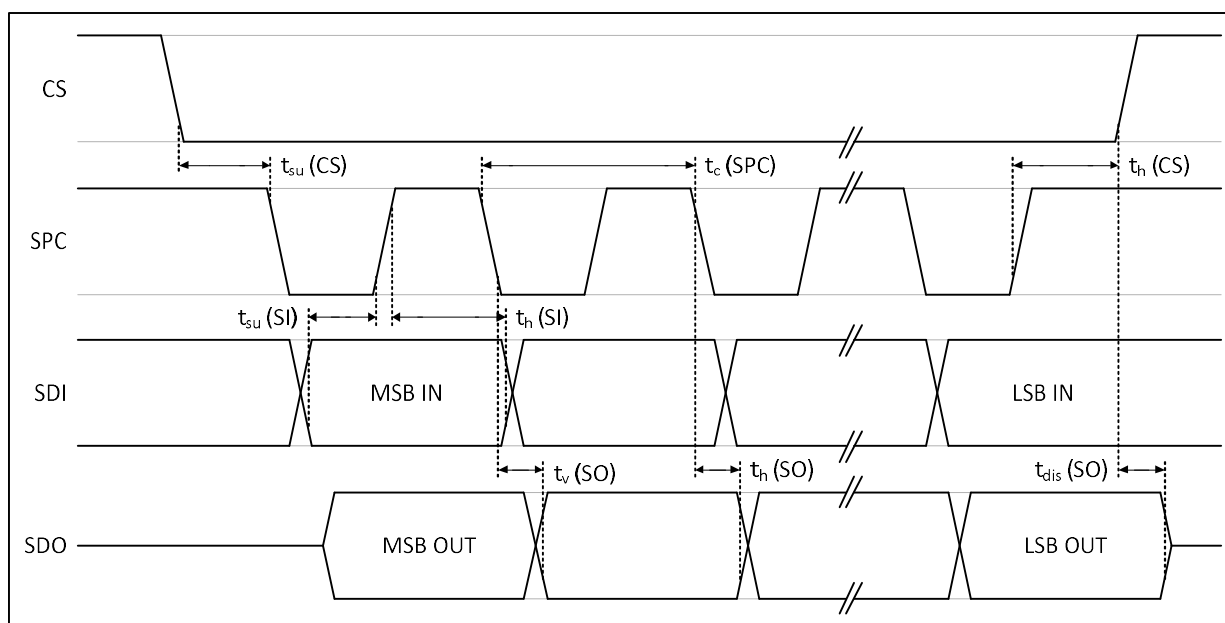 CS
t_su (CS)
t_c (SPC)
t_h (CS)
SPC
t_su (SI)
t_h (SI)
SDI
MSB IN
LSB IN
t_v (SO)
t_h (SO)
t_dis (SO)
SDO
MSB OUT
LSB OUT